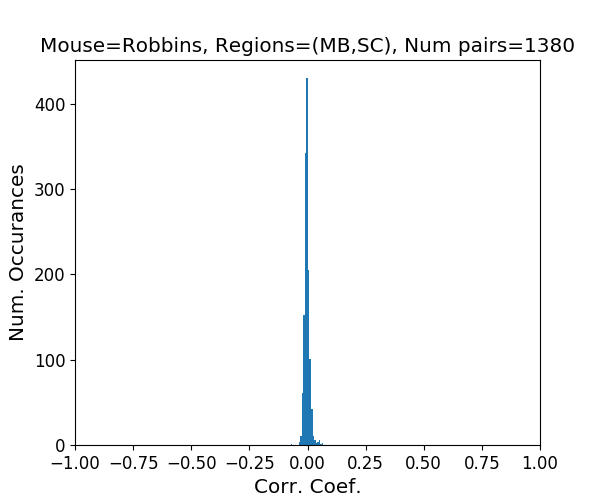 Mouse=Robbins, Regions=(MB,SC), Num pairs=1380
Num. Occurances
400
300
200
100
0
−1.00 −0.75 −0.50 −0.25 0.00 0.25 0.50 0.75 1.00
Corr. Coef.